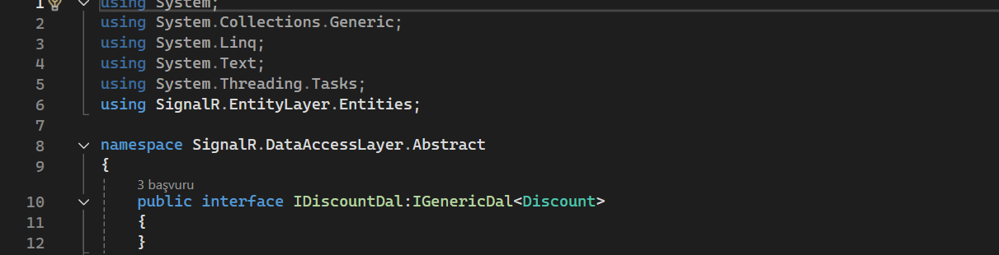 1 using System;
2 using System.Collections.Generic;
3 using System.Linq;
4 using System.Text;
5 using System.Threading.Tasks;
6 using SignalR.EntityLayer.Entities;
7
8 namespace SignalR.DataAccessLayer.Abstract
9 {
3 başvuru
10 public interface IDiscountDal:IGenericDal<Discount>
11 {
12 }